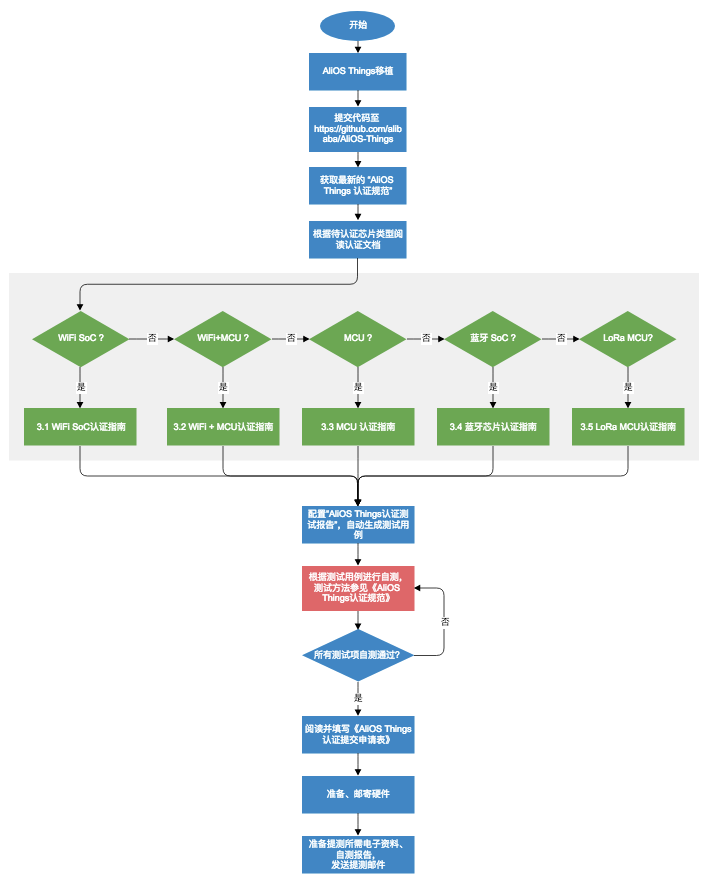 开始
AliOS Things移植
提交代码至
https://github.com/alib
aba/AliOS-Things
获取最新的 “AliOS
Things 认证规范”
根据待认证芯片类型阅
读认证文档
WiFi SoC ?
否
WiFi+MCU ?
否
MCU ?
否
蓝牙 SoC ?
否
LoRa MCU?
是
是
是
是
是
3.1 WiFi SoC认证指南
3.2 WiFi + MCU认证指南
3.3 MCU 认证指南
3.4 蓝牙芯片认证指南
3.5 LoRa MCU认证指南
配置“AliOS Things认证测
试报告”，自动生成测试用
例
根据测试用例进行自测，
测试方法参见《AliOS
Things认证规范》
否
所有测试项自测通过?
是
阅读并填写《AliOS Things
认证提交申请表》
准备、邮寄硬件
准备提测所需电子资料、
自测报告，
发送提测邮件